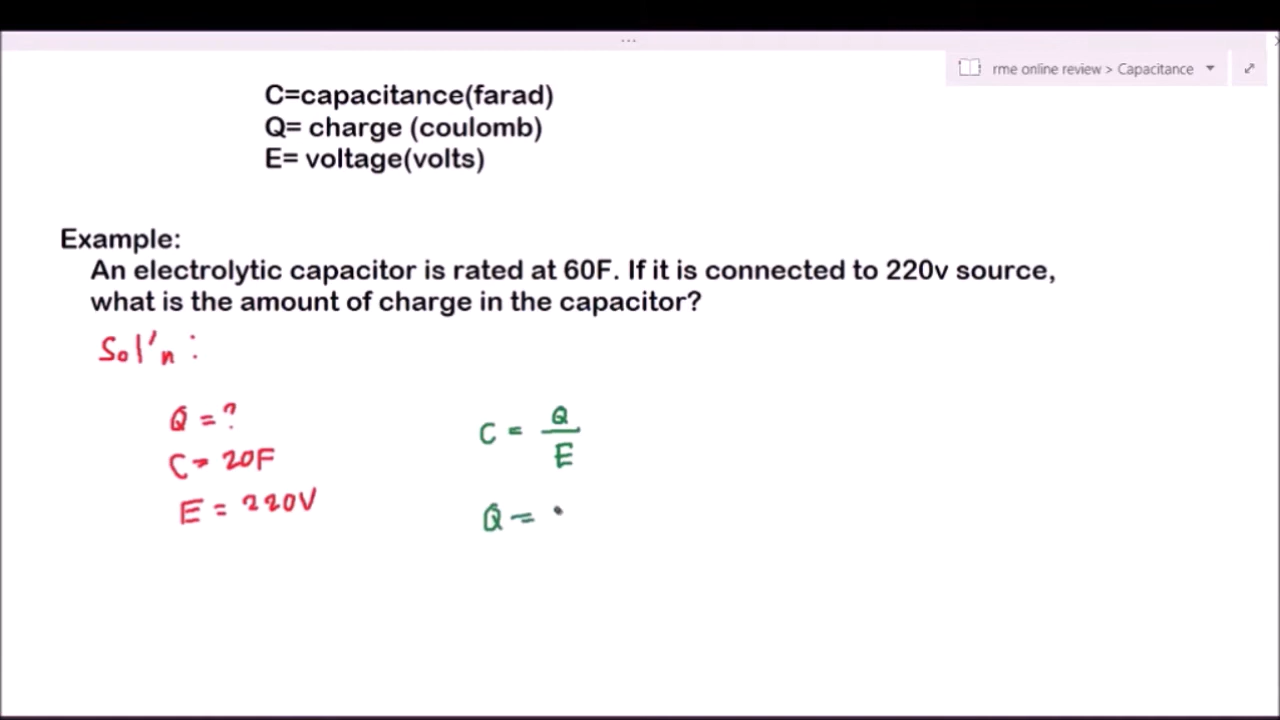 ...
rme online review > Capacitance
C=capacitance(farad)
Q= charge (coulomb)
E= voltage(volts)
Example:
An electrolytic capacitor is rated at 60F. If it is connected to 220v source,
what is the amount of charge in the capacitor?
Sol'n :
Q = ?
C = 20F
E = 220V
C = Q
E
Q =